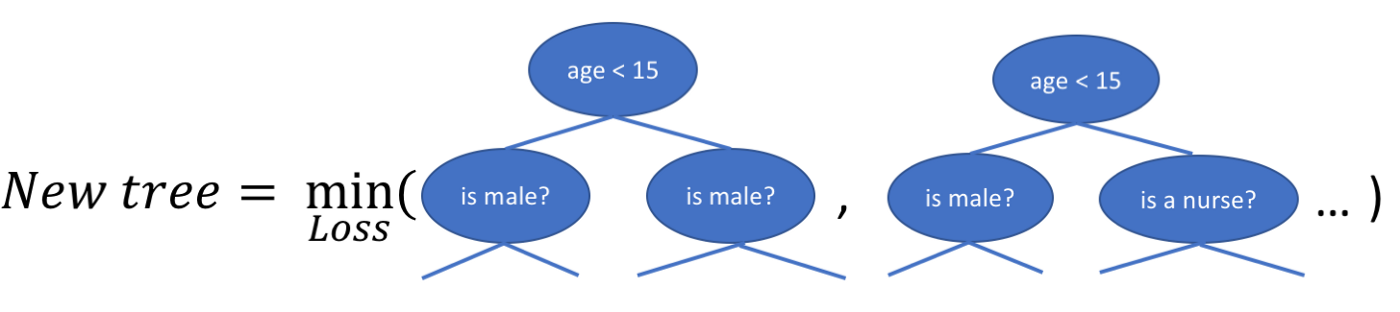 age < 15
age < 15
New tree = min( is male? is male? , is male? is a nurse? ... )
Loss